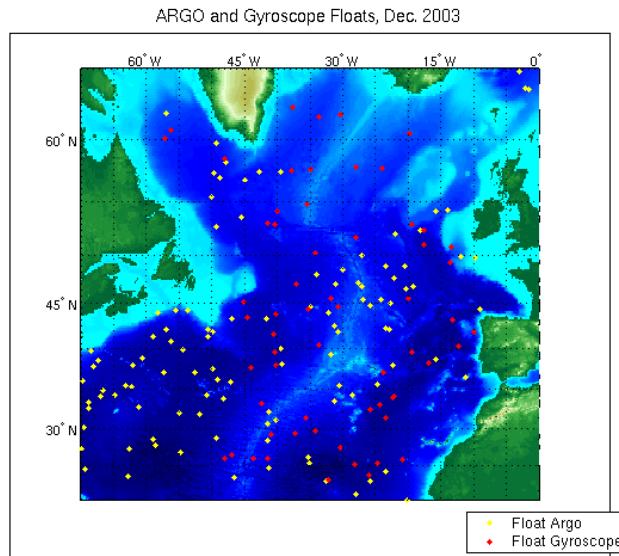 ARGO and Gyroscope Floats, Dec. 2003
60° W 45° W 30° W 15° W 0°
60° N
45° N
30° N
Float Argo
Float Gyroscope